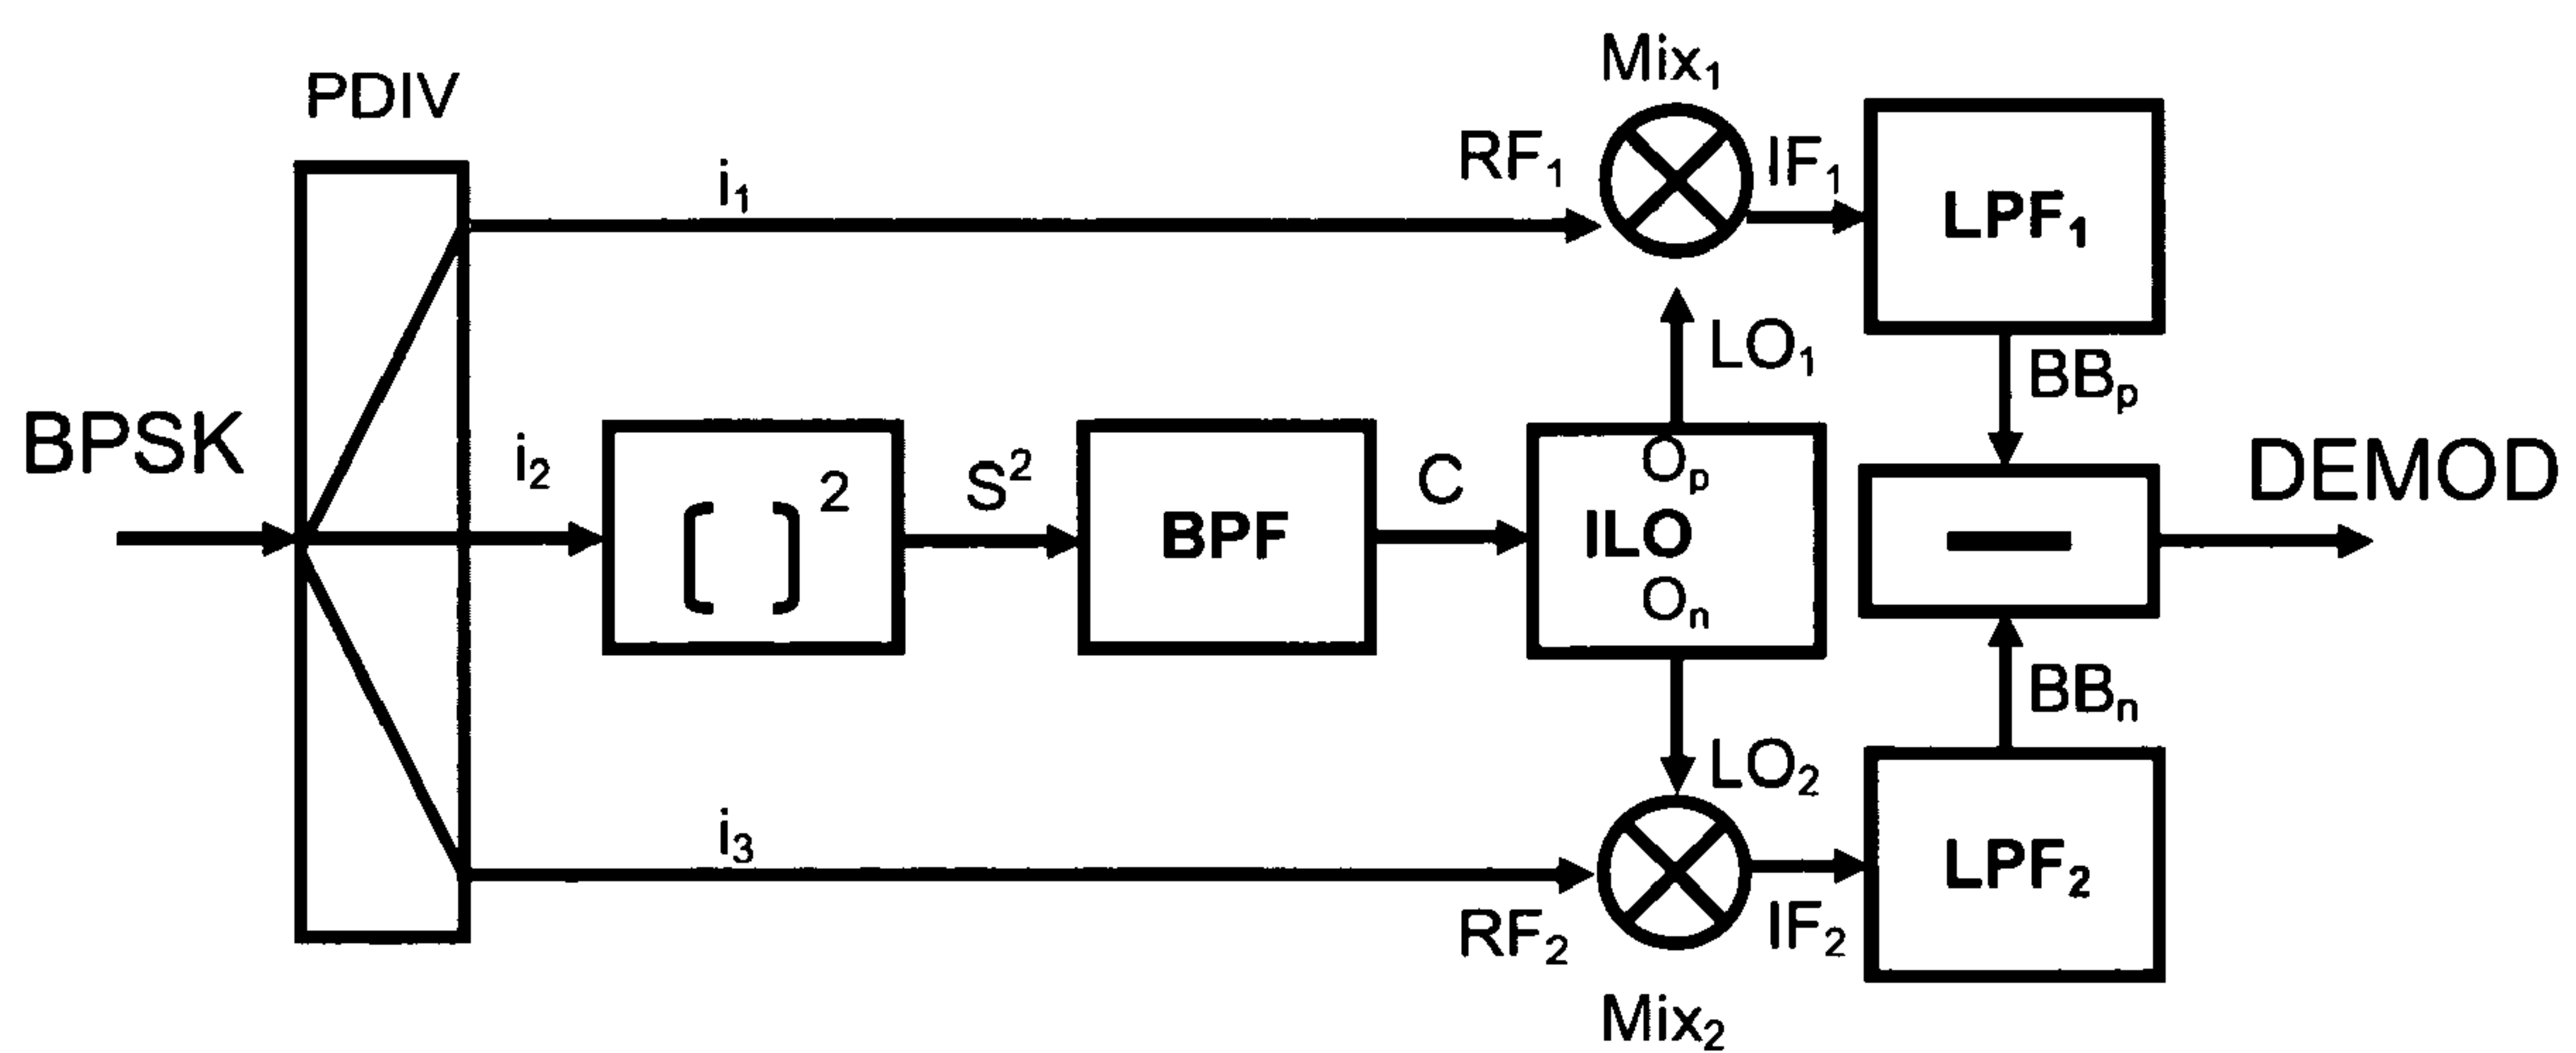 PDIV
Mix₁
RF₁
IF₁
i₁
LPF₁
LO₁
BBₚ
BPSK
i₂
[ ]²
S²
BPF
C
Oₚ
ILO
Oₙ
−
DEMOD
BBₙ
LO₂
i₃
RF₂
IF₂
LPF₂
Mix₂